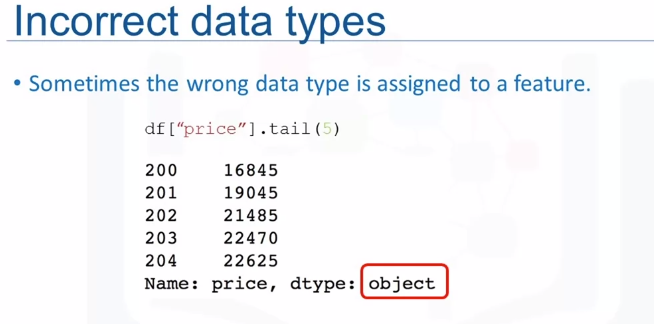 Incorrect data types
• Sometimes the wrong data type is assigned to a feature.
df[“price”].tail(5)
200 16845
201 19045
202 21485
203 22470
204 22625
Name: price, dtype: object